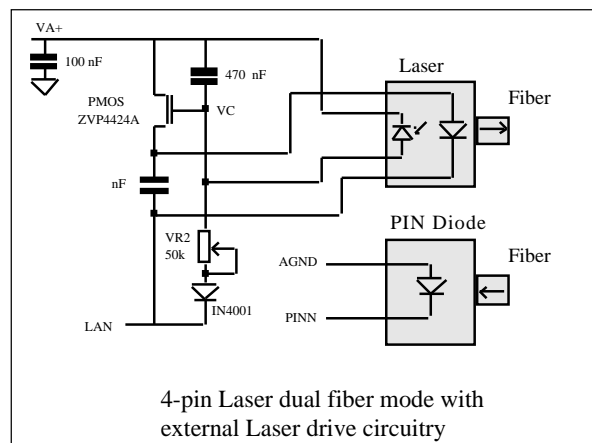 VA+
100 nF
470 nF
PMOS
ZVP4424A
VC
Laser
Fiber
nF
VR2
50k
PIN Diode
Fiber
AGND
IN4001
PINN
LAN
4-pin Laser dual fiber mode with
external Laser drive circuitry